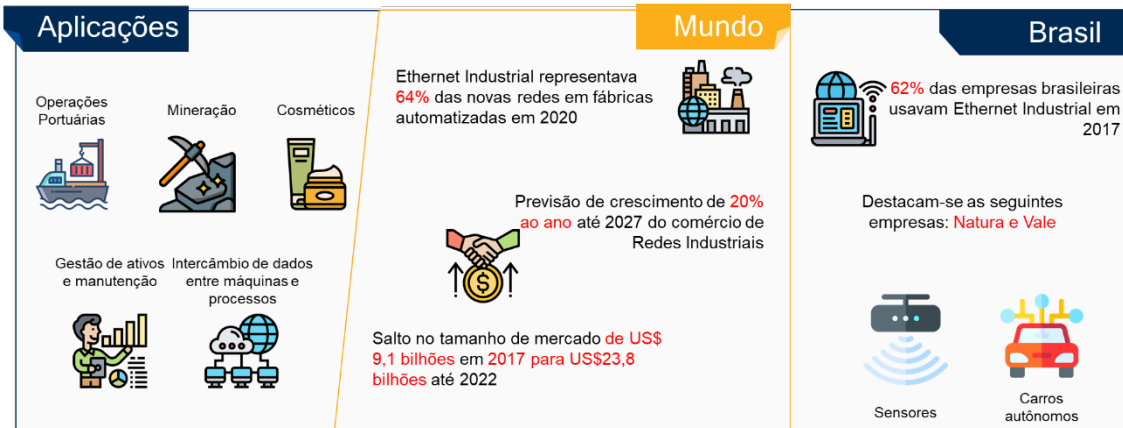 Aplicações
Operações
Portuárias
Mineração
Cosméticos
Gestão de ativos
e manutenção
Intercâmbio de dados
entre máquinas e
processos
Mundo
Ethernet Industrial representava
64% das novas redes em fábricas
automatizadas em 2020
Previsão de crescimento de 20%
ao ano até 2027 do comércio de
Redes Industriais
Salto no tamanho de mercado de US$
9,1 bilhões em 2017 para US$23,8
bilhões até 2022
Brasil
62% das empresas brasileiras
usavam Ethernet Industrial em
2017
Destacam-se as seguintes
empresas: Natura e Vale
Sensores
Carros
autônomos